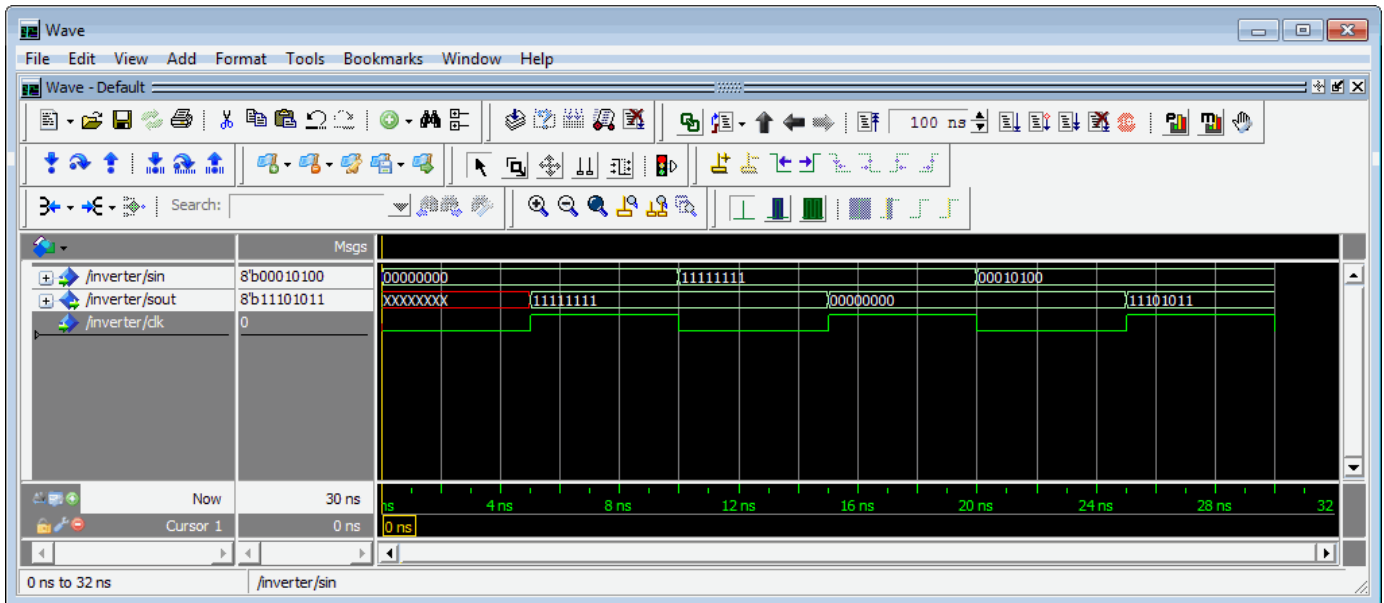 Wave
File Edit View Add Format Tools Bookmarks Window Help
Wave - Default
100 ns
Search:
Msgs
/inverter/sin 8'b00010100 00000000 11111111 00010100
/inverter/sout 8'b11101011 XXXXXXXX 11111111 00000000 11101011
/inverter/clk 0
Now 30 ns ns 4 ns 8 ns 12 ns 16 ns 20 ns 24 ns 28 ns 32
Cursor 1 0 ns 0 ns
0 ns to 32 ns /inverter/sin